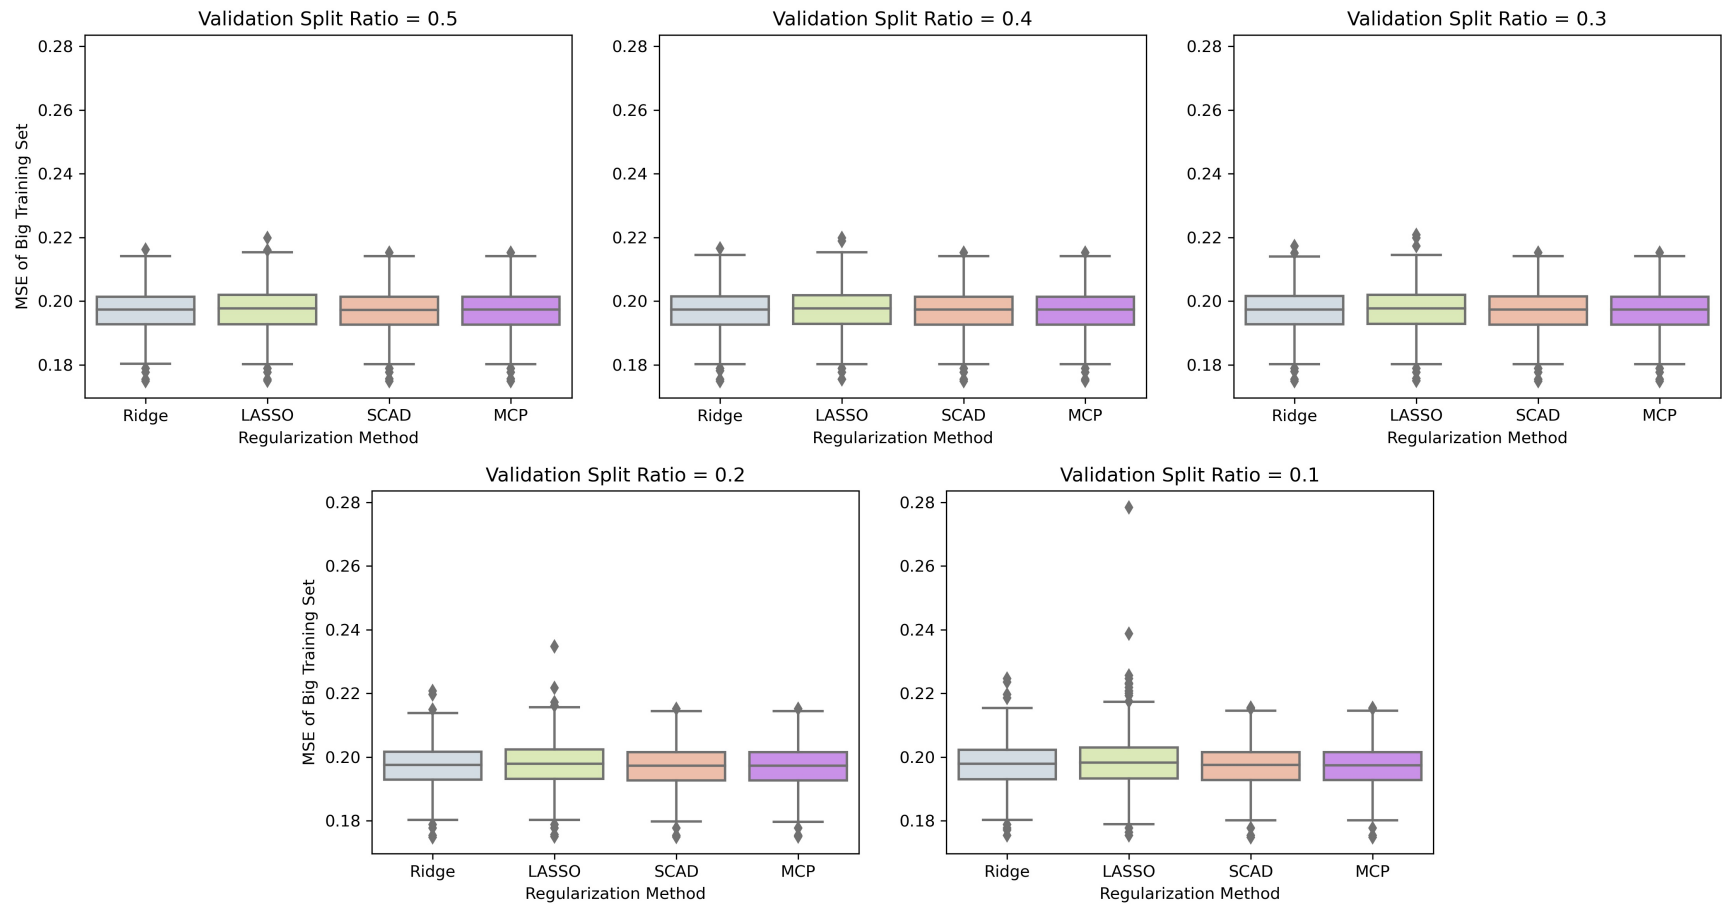 Validation Split Ratio = 0.5
MSE of Big Training Set
0.28
0.26
0.24
0.22
0.20
0.18
Ridge LASSO SCAD MCP
Regularization Method
Validation Split Ratio = 0.4
0.28
0.26
0.24
0.22
0.20
0.18
Ridge LASSO SCAD MCP
Regularization Method
Validation Split Ratio = 0.3
0.28
0.26
0.24
0.22
0.20
0.18
Ridge LASSO SCAD MCP
Regularization Method
Validation Split Ratio = 0.2
MSE of Big Training Set
0.28
0.26
0.24
0.22
0.20
0.18
Ridge LASSO SCAD MCP
Regularization Method
Validation Split Ratio = 0.1
0.28
0.26
0.24
0.22
0.20
0.18
Ridge LASSO SCAD MCP
Regularization Method